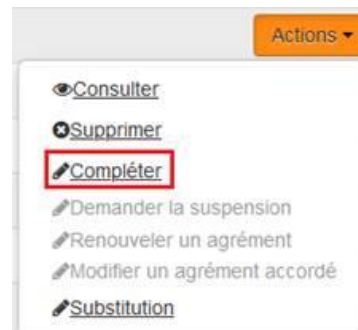 Actions
Consulter
Supprimer
Compléter
Demander la suspension
Renouveler un agrément
Modifier un agrément accordé
Substitution